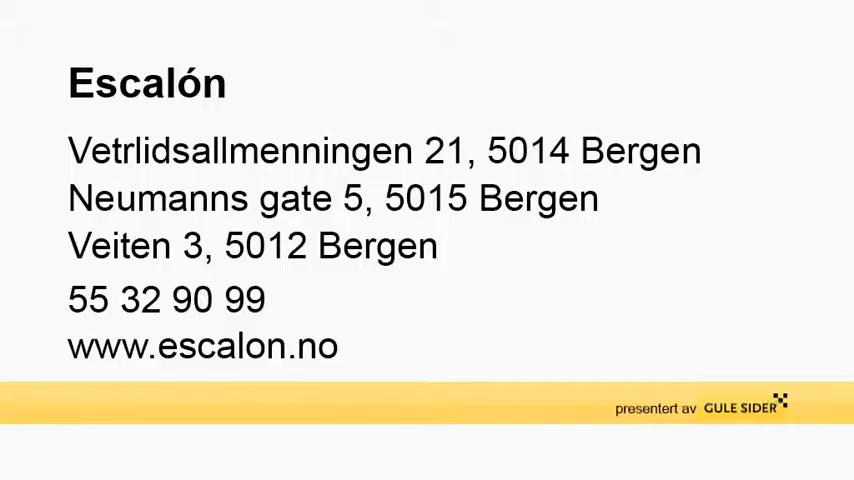 Escalón
Vetrlidsallmenningen 21, 5014 Bergen
Neumanns gate 5, 5015 Bergen
Veiten 3, 5012 Bergen
55 32 90 99
www.escalon.no
presentert av GULE SIDER